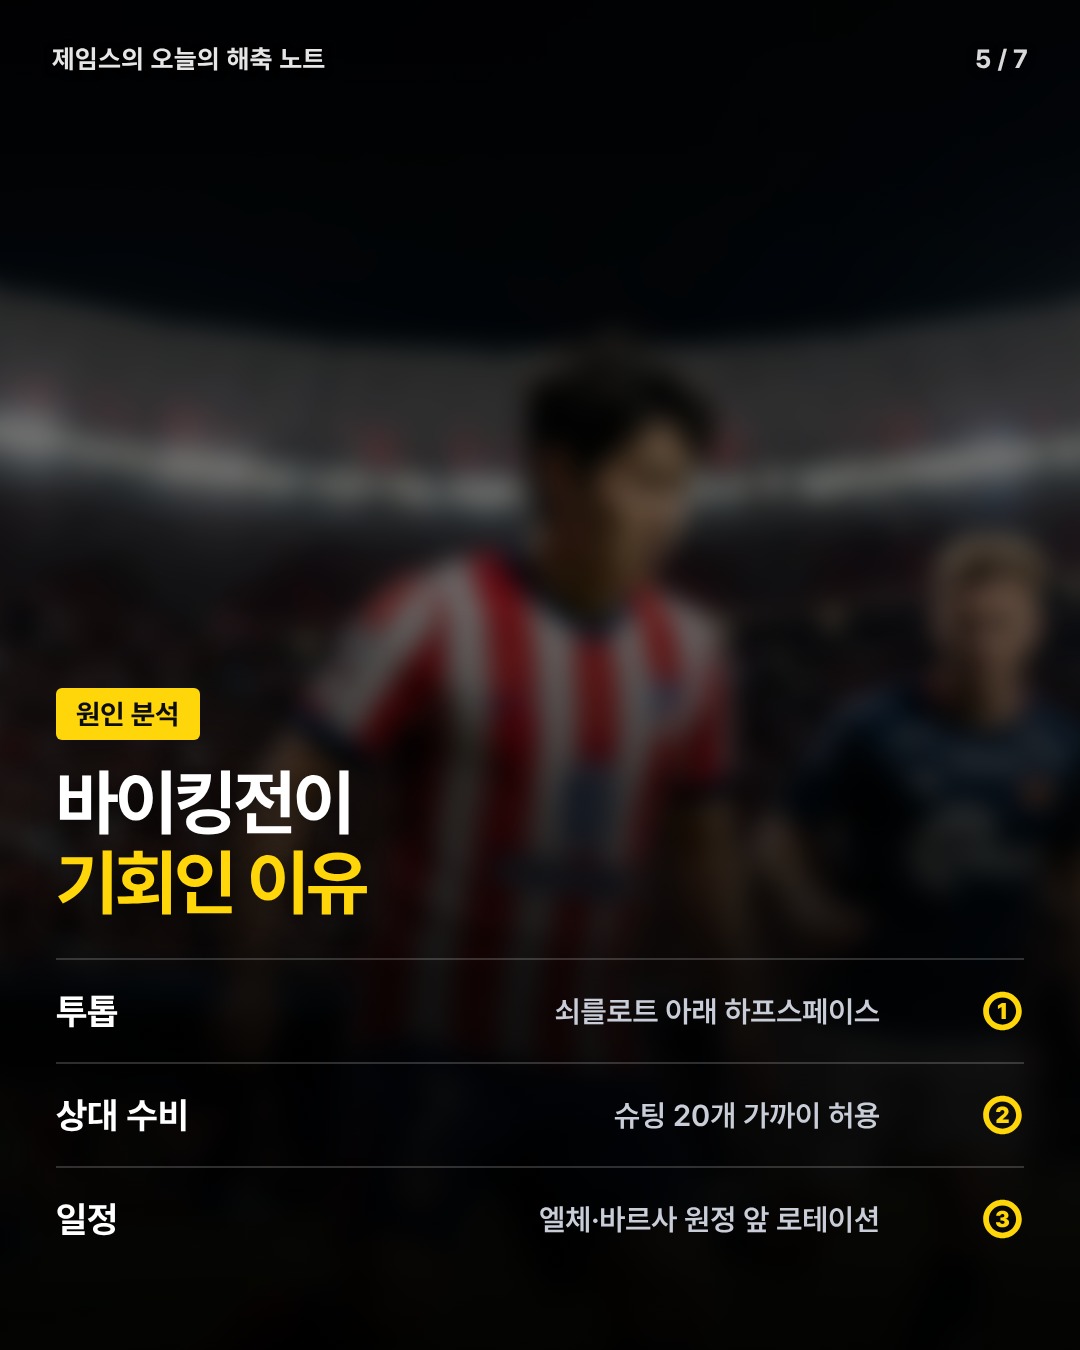 제임스의 오늘의 해축 노트
5 / 7
원인 분석
바이킹전이
기회인 이유
투톱 쇠를로트 아래 하프스페이스 1
상대 수비 슈팅 20개 가까이 허용 2
일정 엘체·바르사 원정 앞 로테이션 3